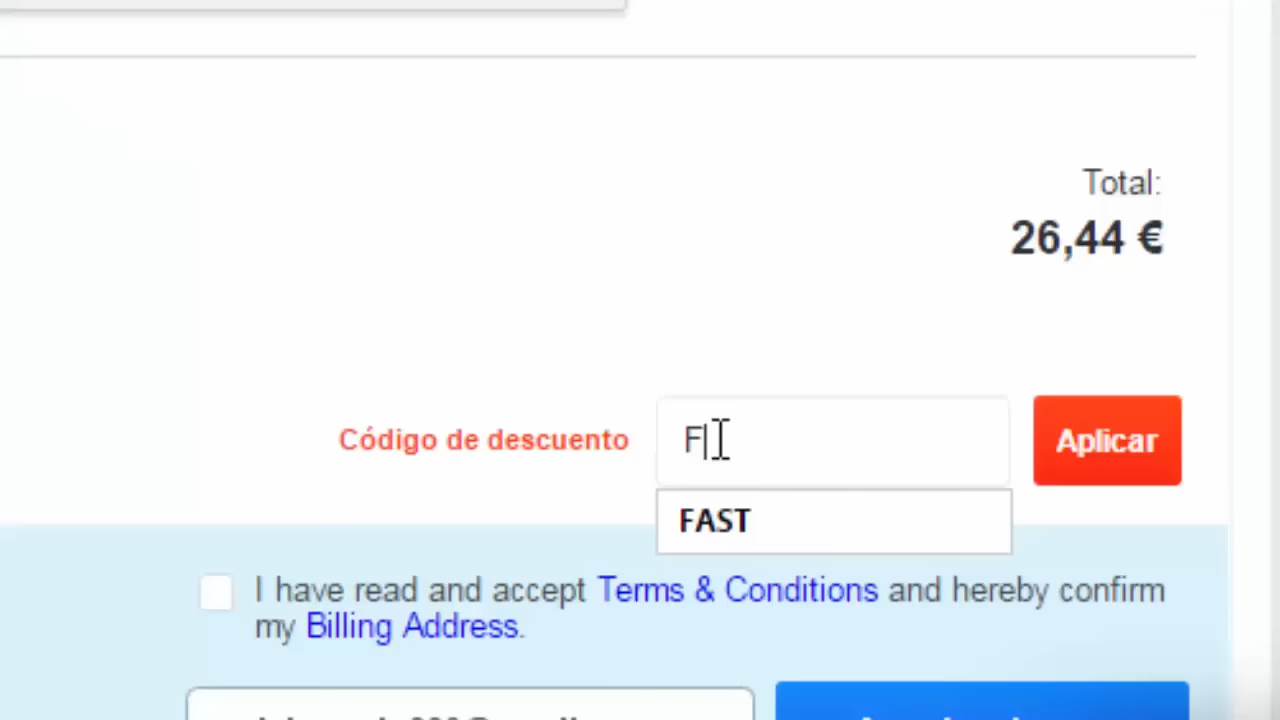 Total:
26,44 €
Código de descuento
F
Aplicar
FAST
I have read and accept Terms & Conditions and hereby confirm
my Billing Address.